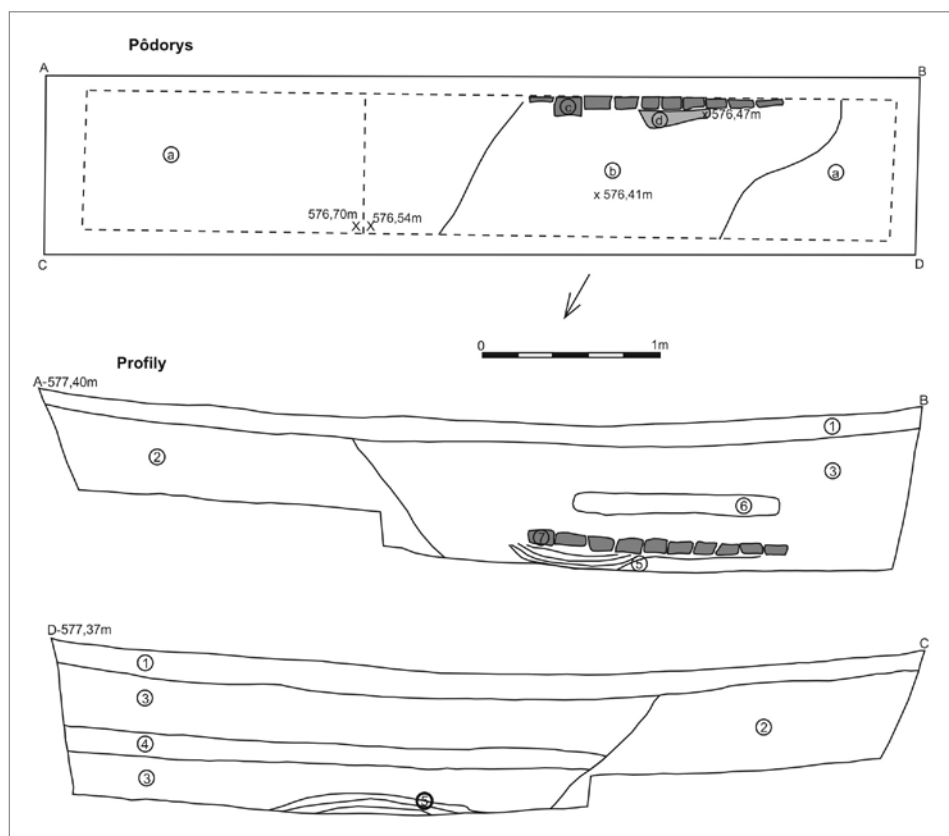 Pôdorys
A B
c
d x 576,47m
a
b
a
x 576,41m
576,70m 576,54m
X X
C D
0 1m
Profily
A-577,40m B
1
2
3
6
7
5
D-577,37m C
1
3
2
4
3
5